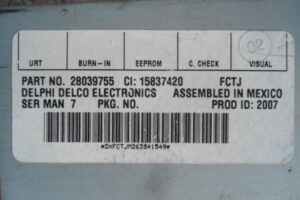 02
URT BURN-IN EEPROM C. CHECK VISUAL
PART NO. 28039755 CI: 15837420 FCTJ
DELPHI DELCO ELECTRONICS ASSEMBLED IN MEXICO
SER MAN 7 PKG. NO. PROD ID: 2007
*DXFCTJM263541549*